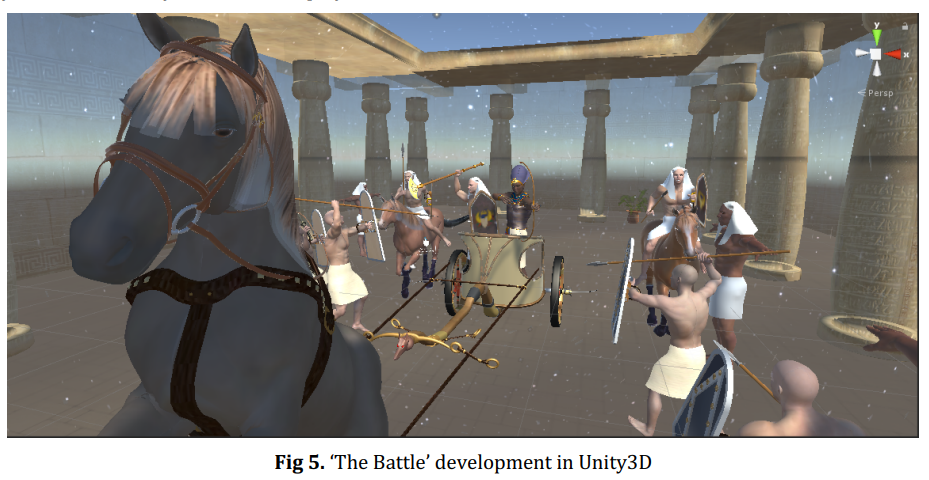 y
x
Persp
Fig 5. ‘The Battle’ development in Unity3D